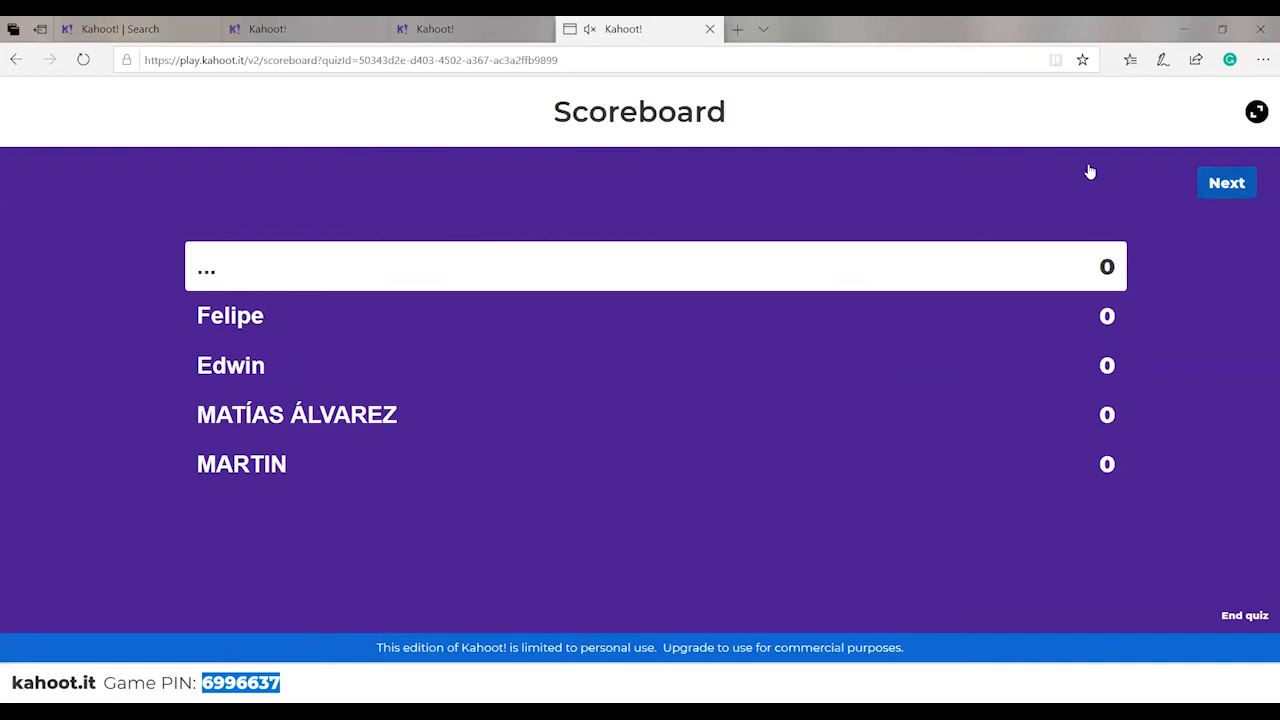 K! Kahoot! | Search
K! Kahoot!
K! Kahoot!
Kahoot!
https://play.kahoot.it/v2/scoreboard?quizId=50343d2e-d403-4502-a367-ac3a2ffb9899
Scoreboard
Next
... 0
Felipe 0
Edwin 0
MATÍAS ÁLVAREZ 0
MARTIN 0
End quiz
This edition of Kahoot! is limited to personal use. Upgrade to use for commercial purposes.
kahoot.it Game PIN: 6996637